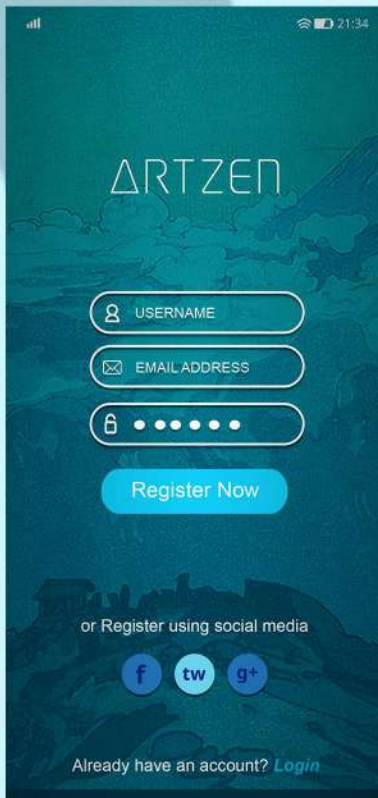 21:34
ARTZEN
USERNAME
EMAIL ADDRESS
Register Now
or Register using social media
f tw g+
Already have an account? Login